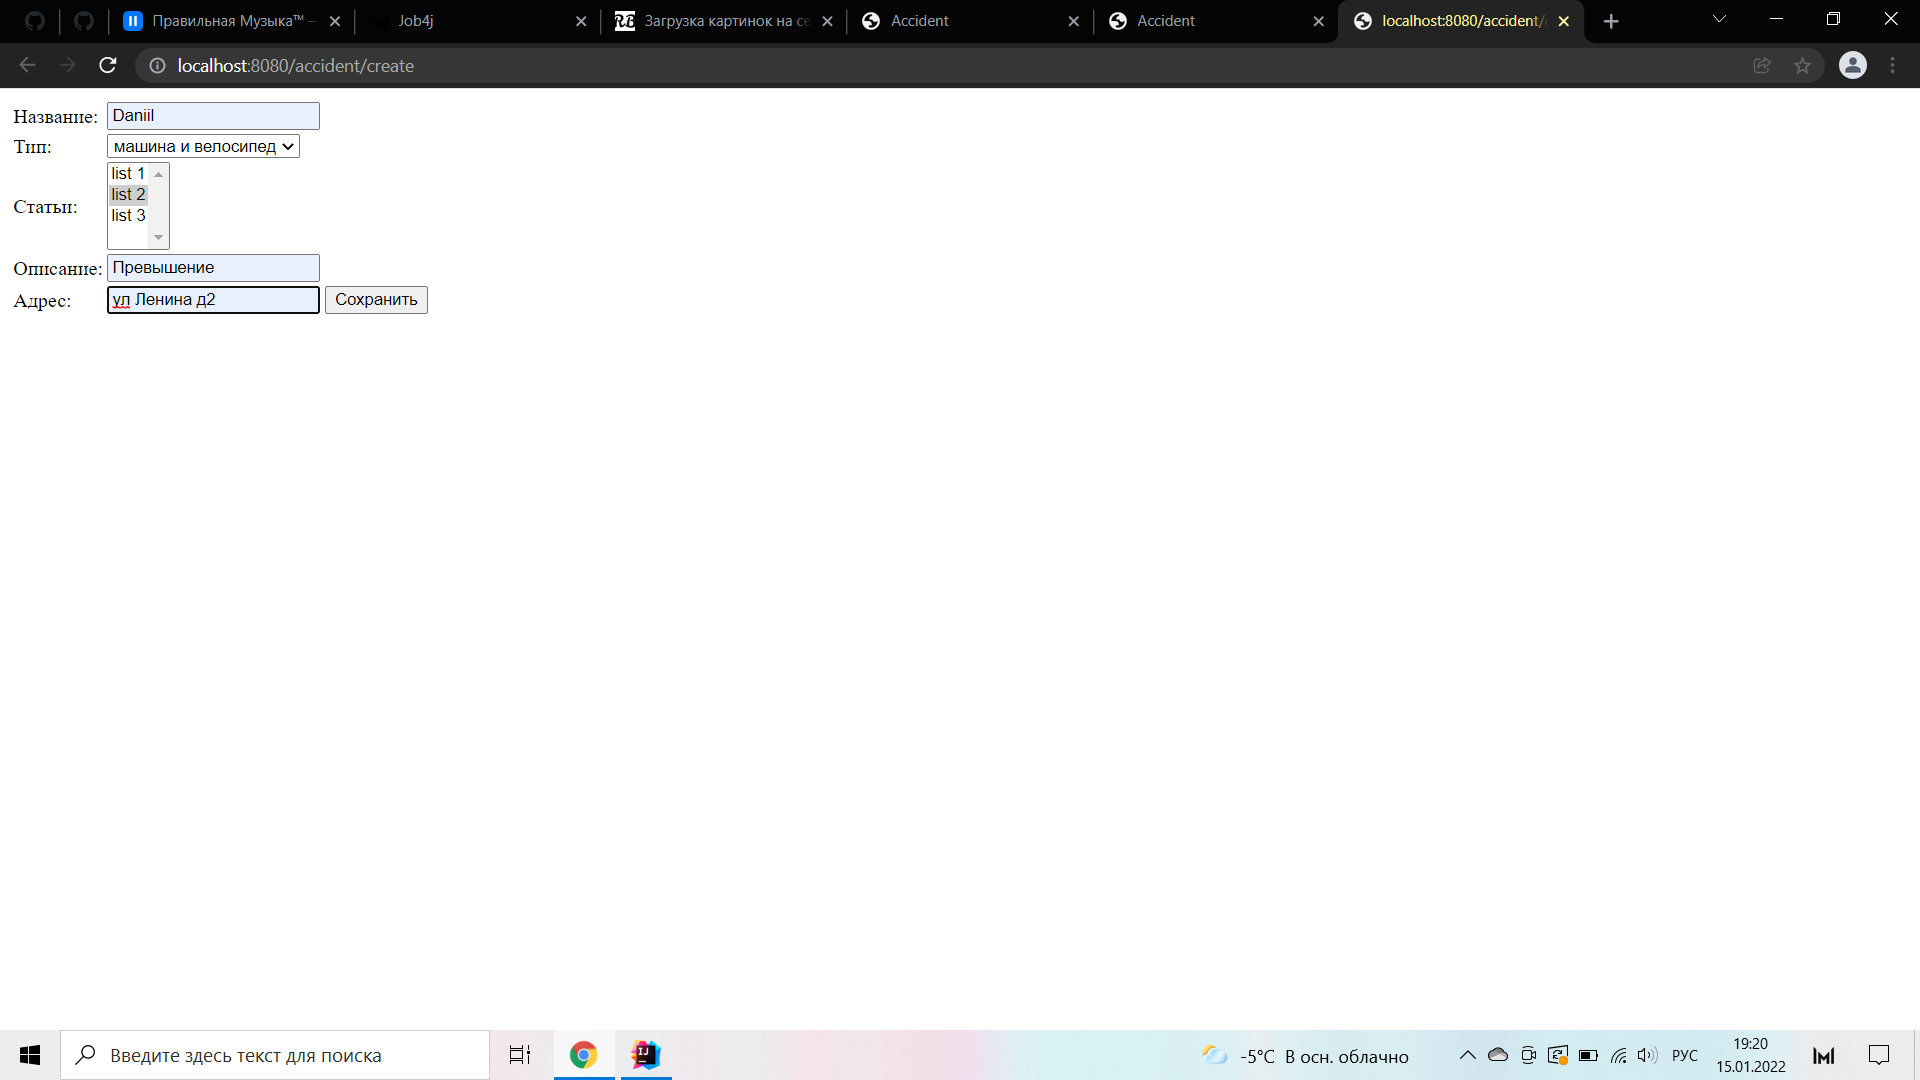 Правильная Музыка™ –
Job4j
Загрузка картинок на се
Accident
Accident
localhost:8080/accident/
localhost:8080/accident/create
Название: Daniil
Тип: машина и велосипед
Статьи:
list 1
list 2
list 3
Описание: Превышение
Адрес: ул Ленина д2 Сохранить
Введите здесь текст для поиска
-5°C В осн. облачно
РУС
19:20
15.01.2022